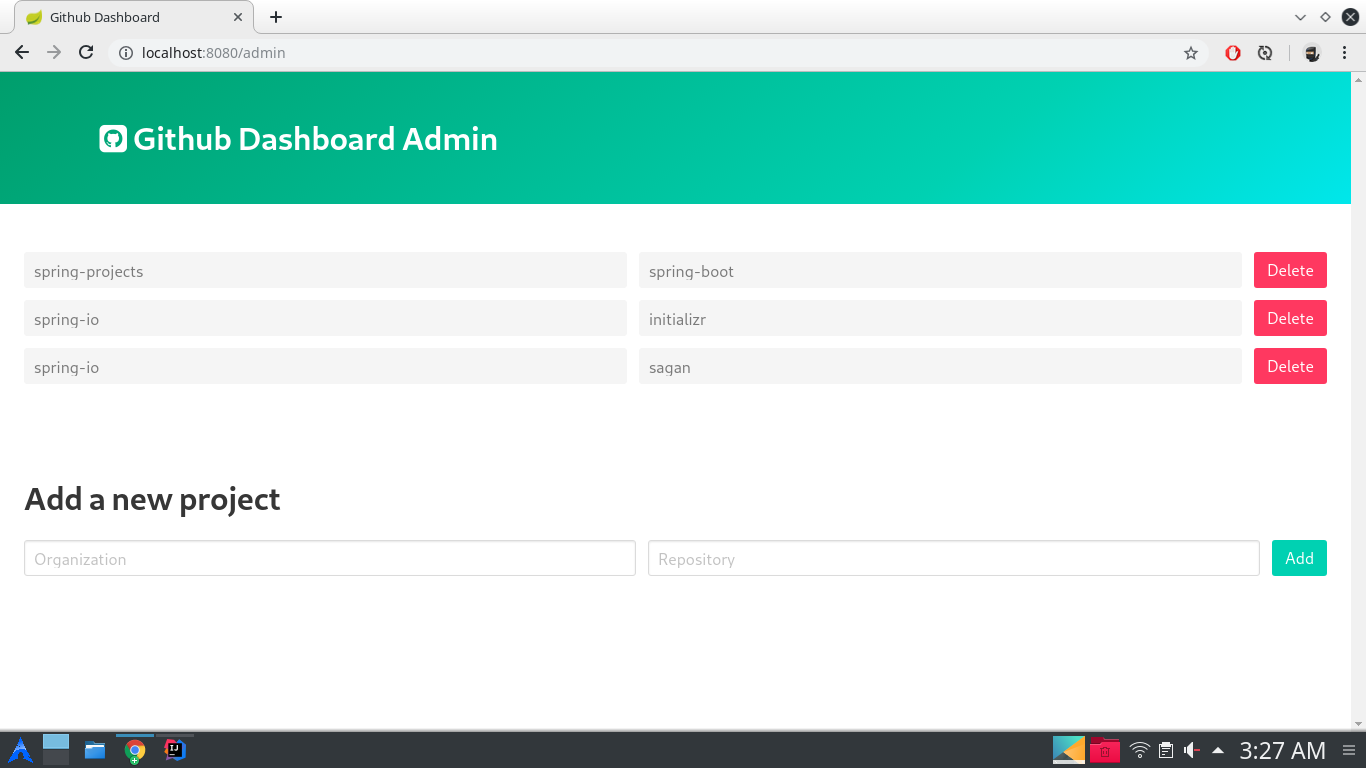 Github Dashboard
localhost:8080/admin
Github Dashboard Admin
spring-projects spring-boot Delete
spring-io initializr Delete
spring-io sagan Delete
Add a new project
Organization Repository Add
IJ 3:27 AM